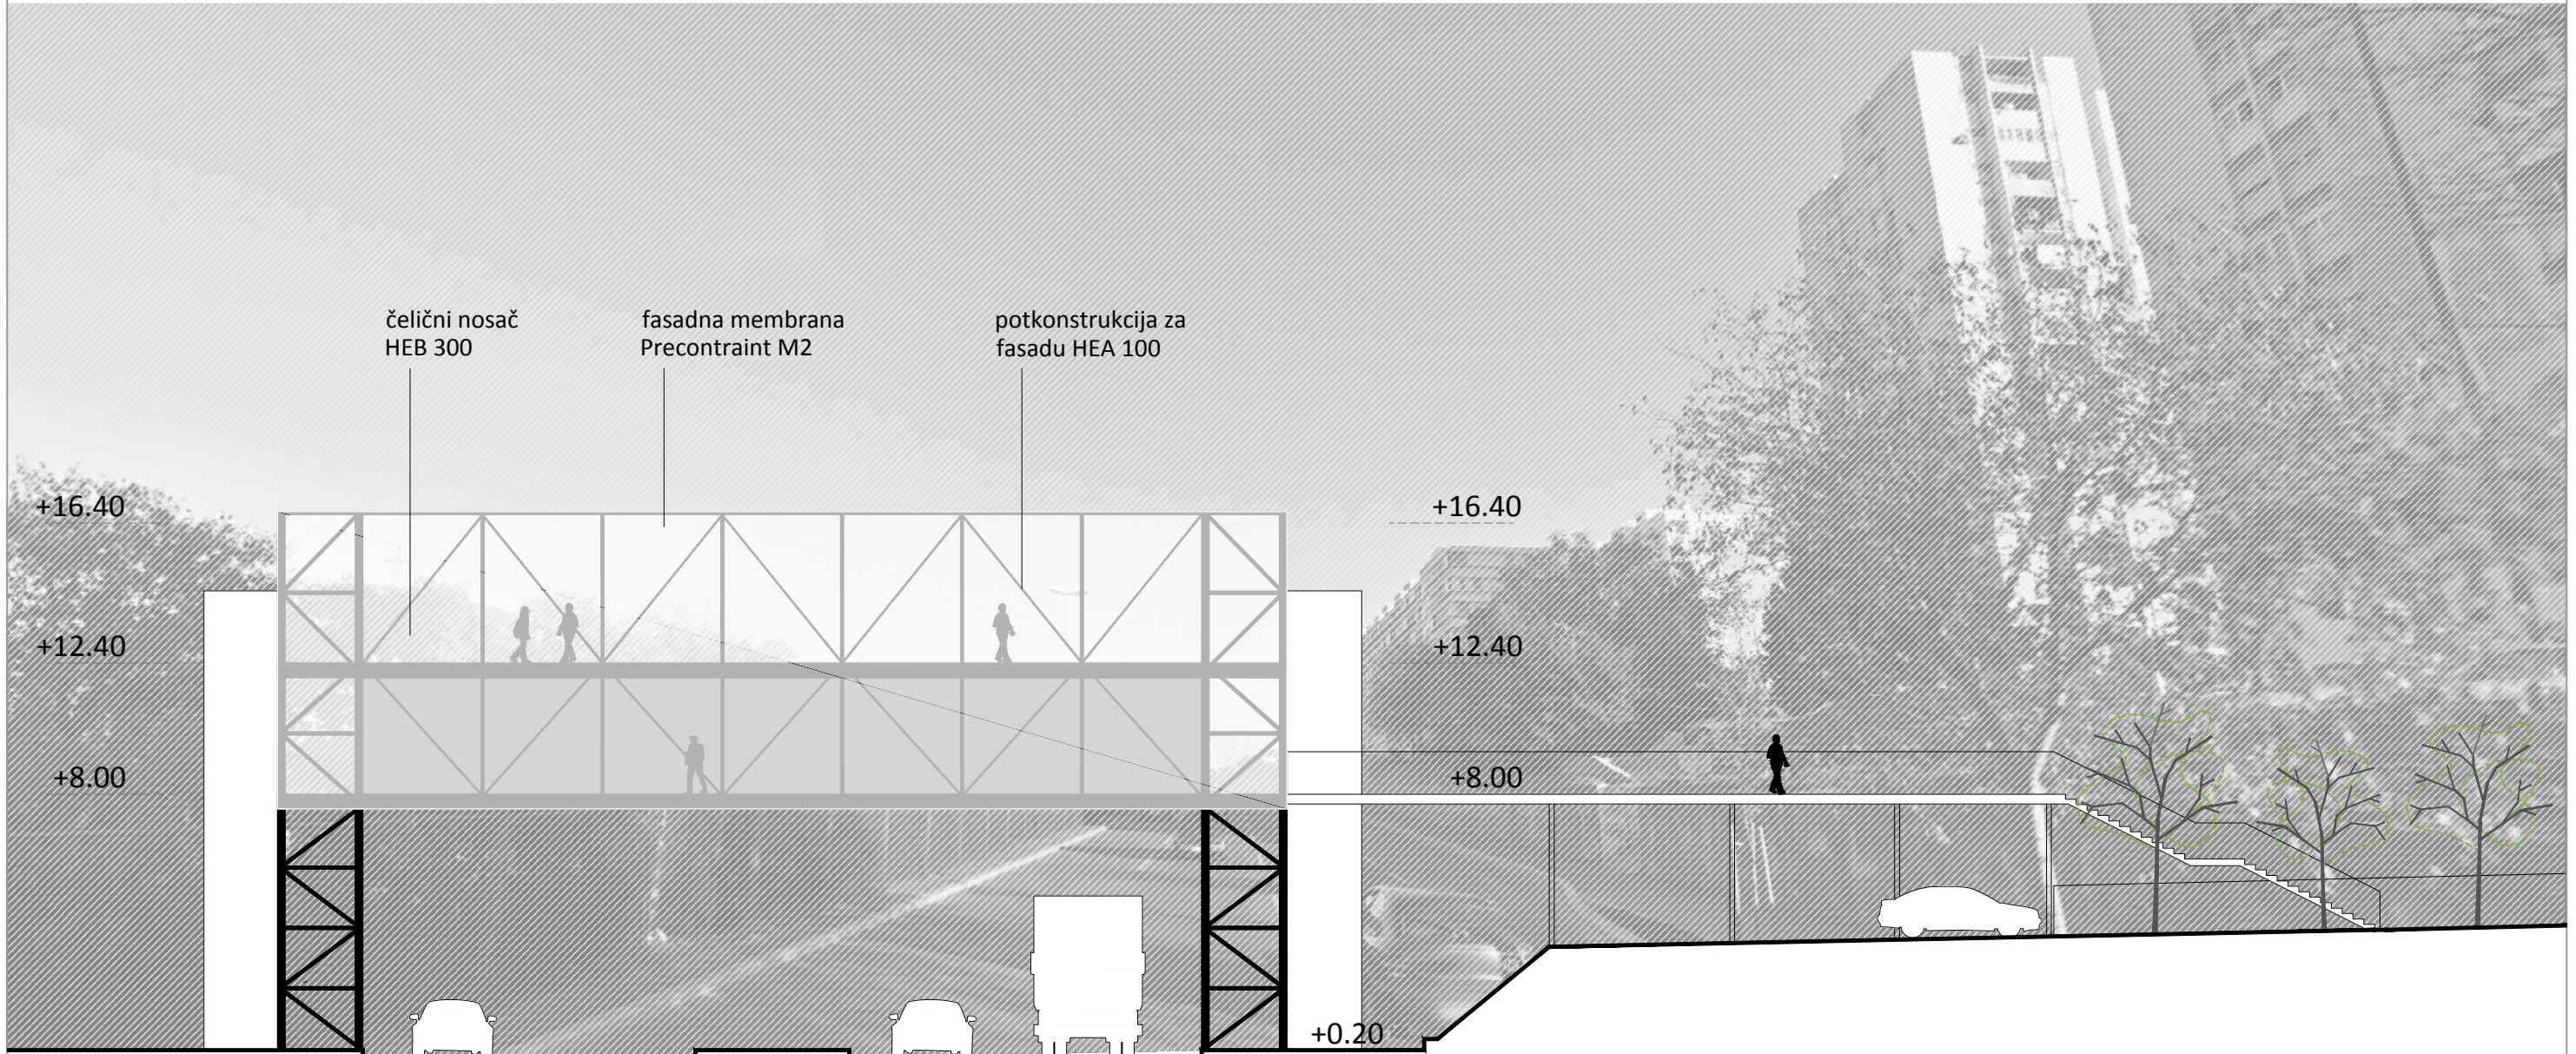 čelični nosač
HEB 300
fasadna membrana
Precontraint M2
potkonstrukcija za
fasadu HEA 100
+16.40
+16.40
+12.40
+12.40
+8.00
+8.00
+0.20